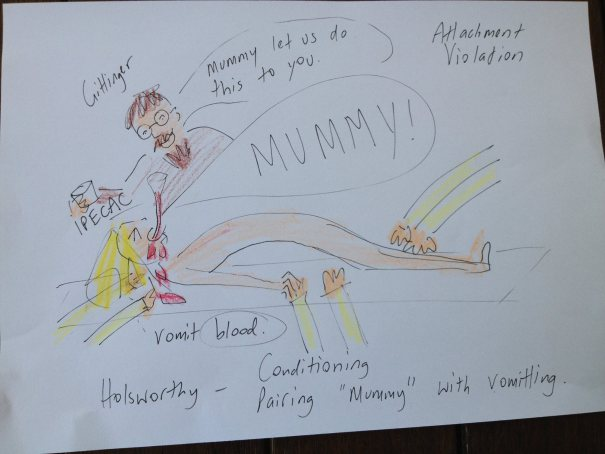 Attachment
Violation
Gittinger
Mummy let us do
this to you.
MUMMY!
IPECAC
vomit blood.
Conditioning
Holsworthy - Pairing "Mummy" with vomitting.